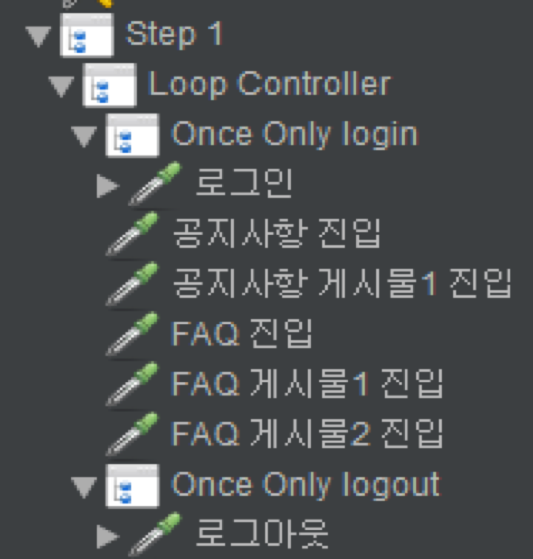 Step 1
Loop Controller
Once Only login
로그인
공지사항 진입
공지사항 게시물1 진입
FAQ 진입
FAQ 게시물1 진입
FAQ 게시물2 진입
Once Only logout
로그아웃